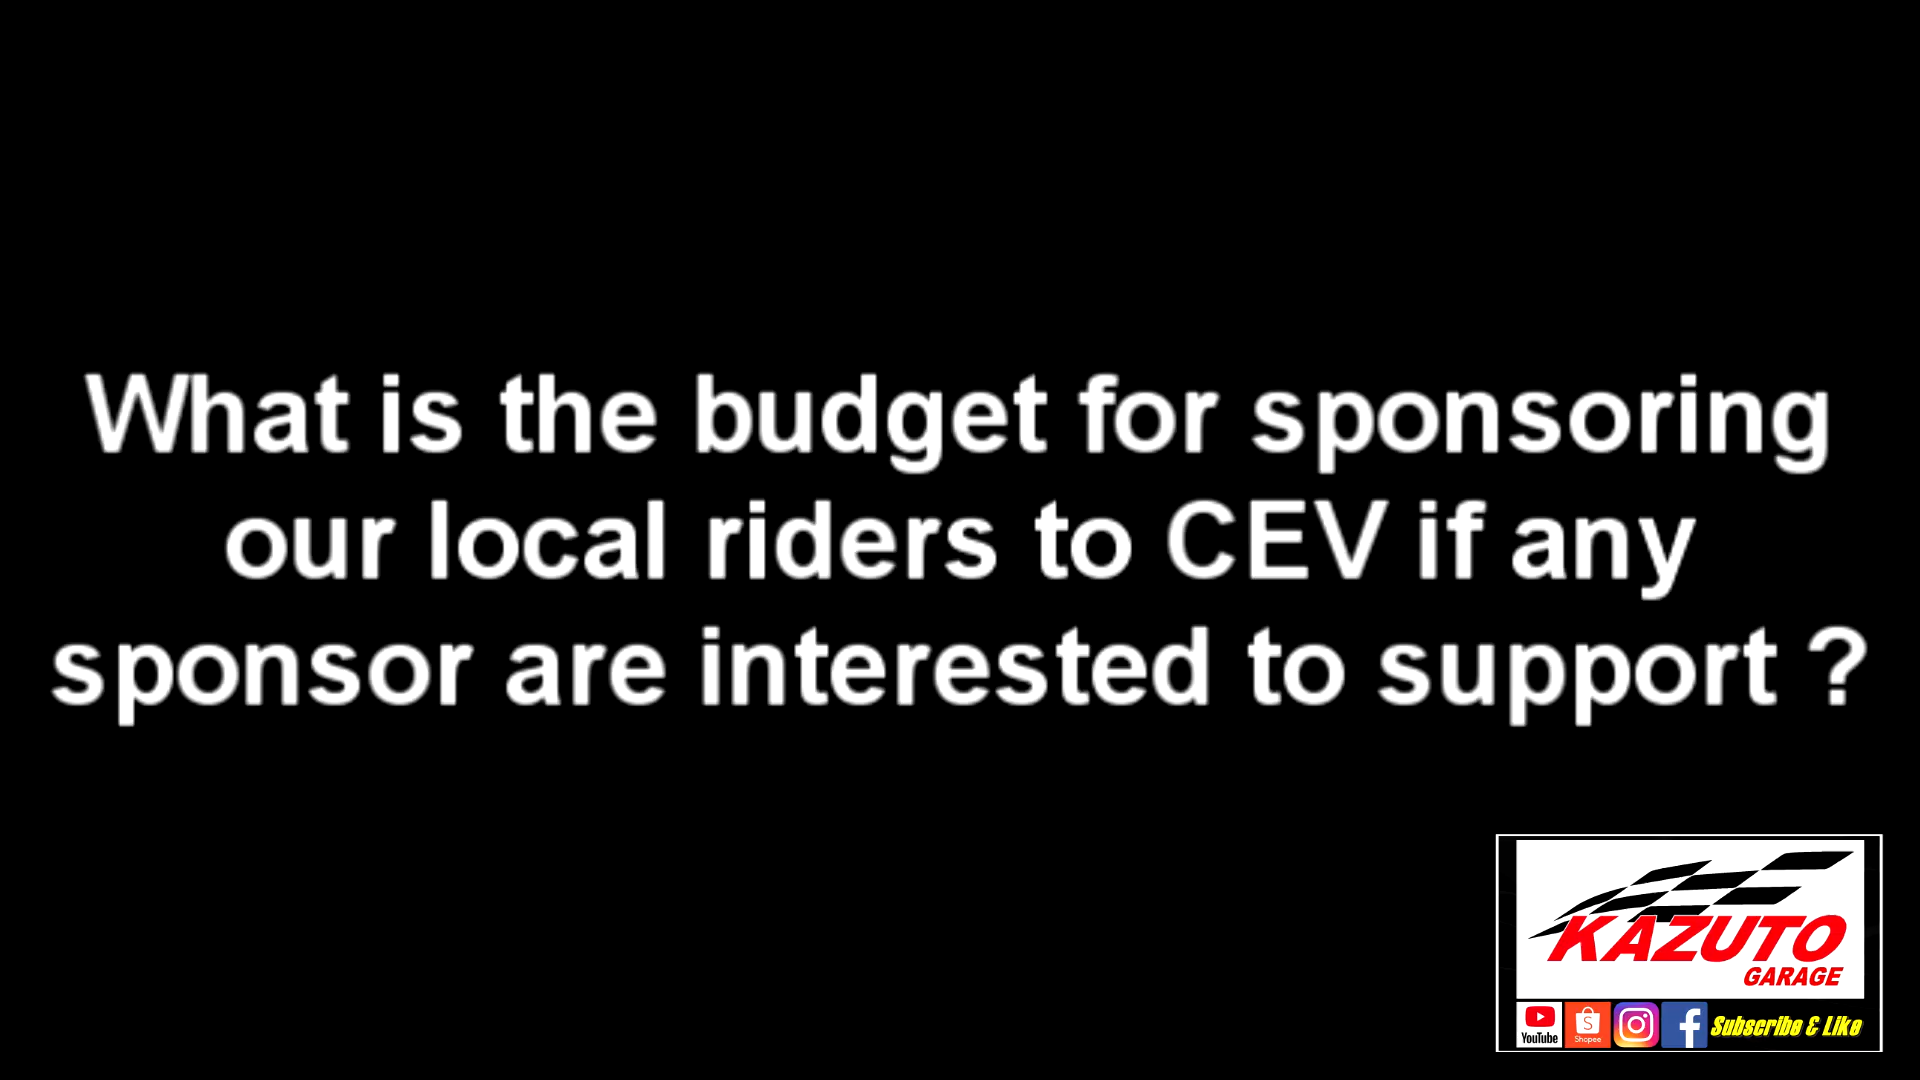 What is the budget for sponsoring
our local riders to CEV if any
sponsor are interested to support ?
KAZUTO
GARAGE
YouTube
Shopee
Subscribe & Like